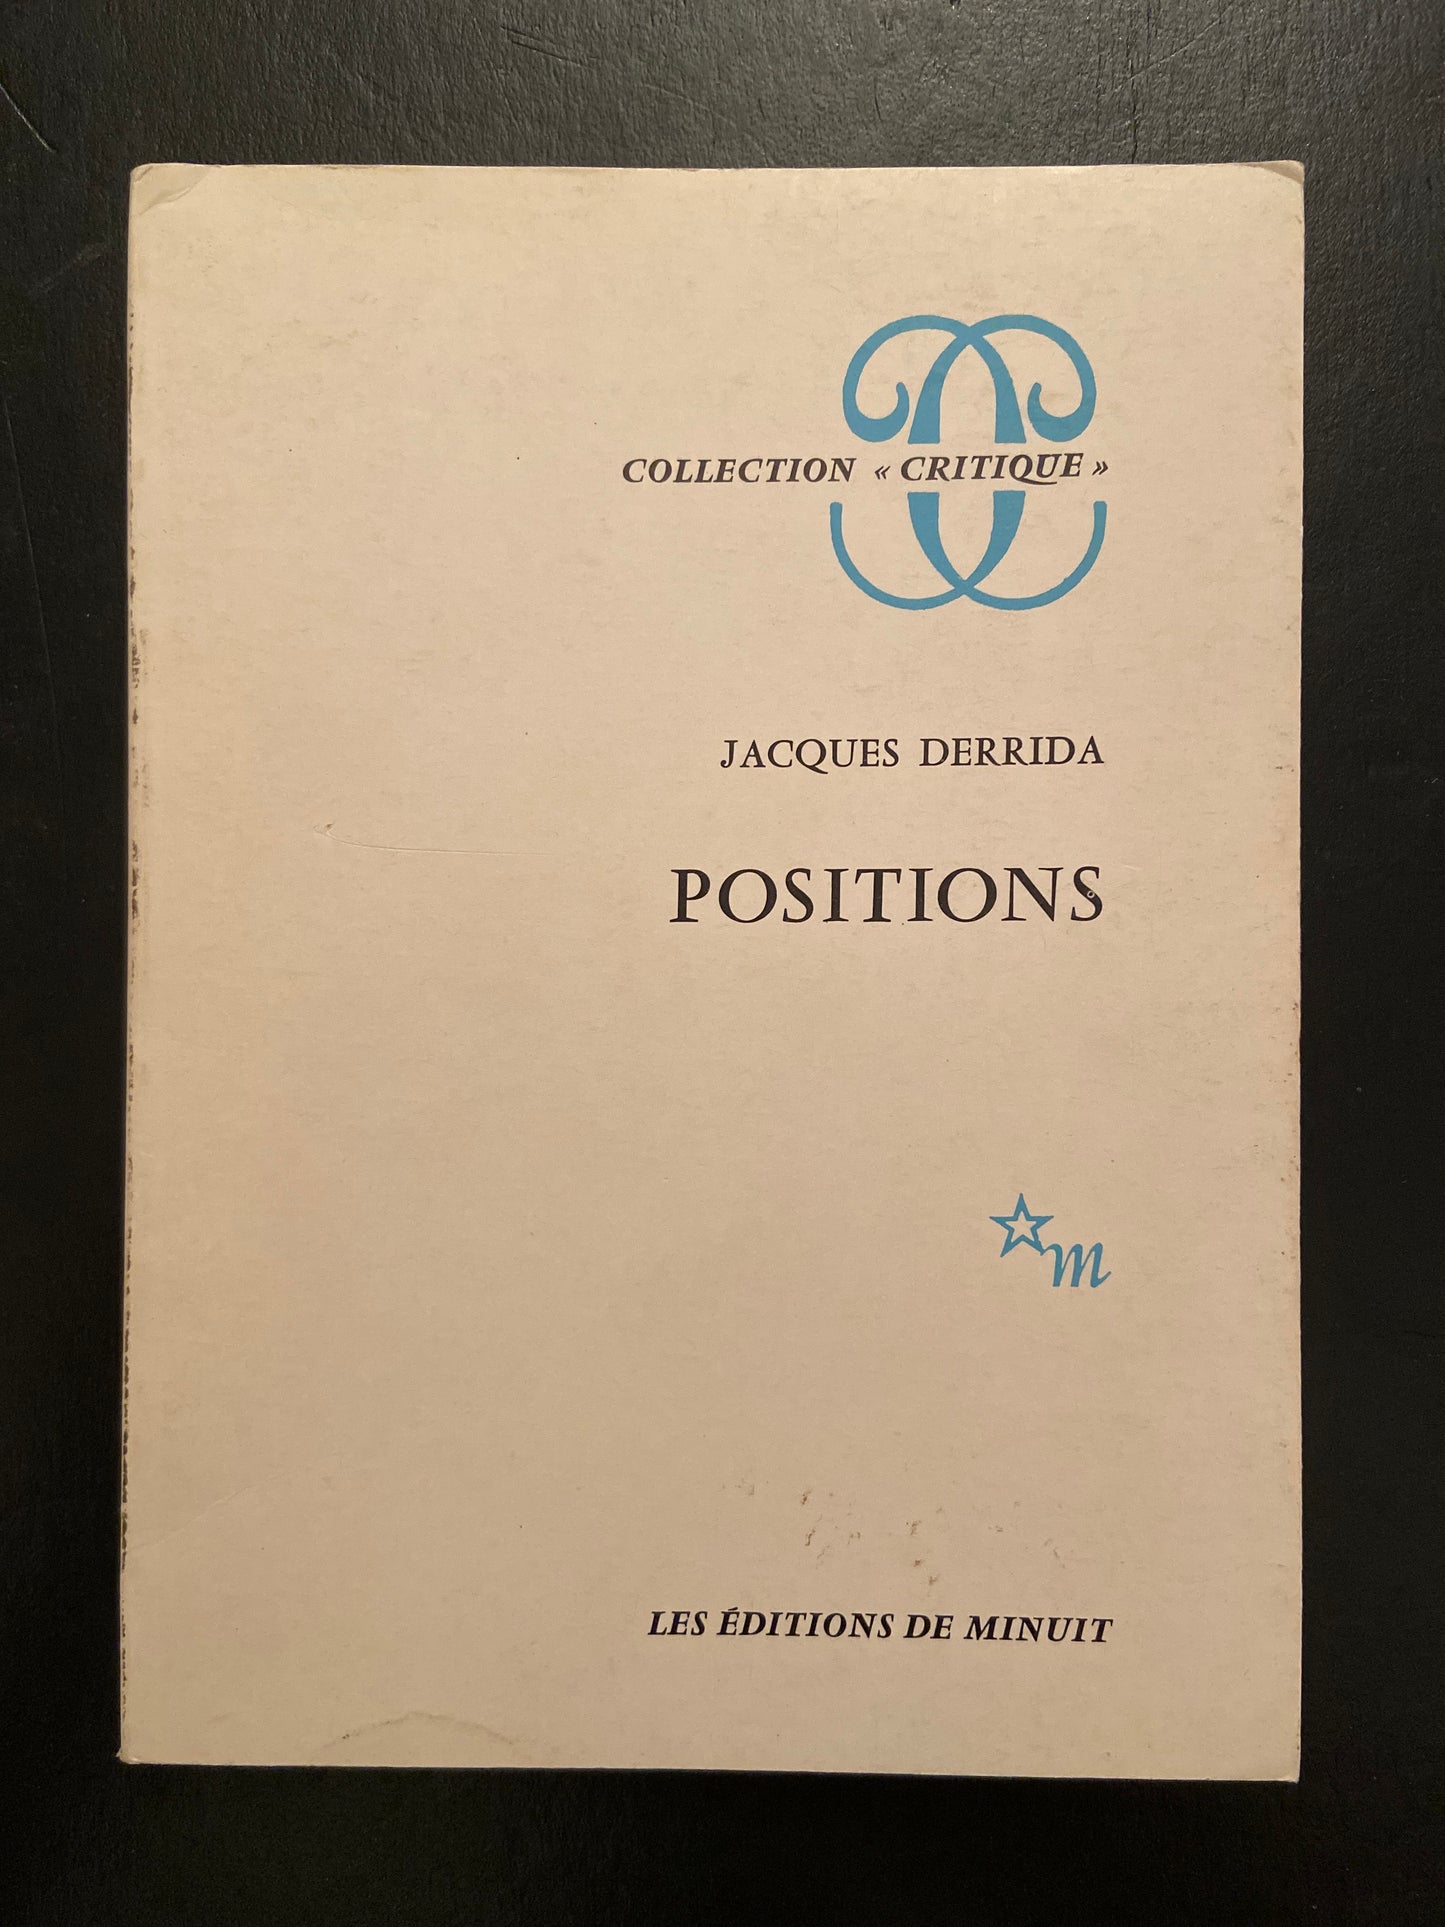 COLLECTION « CRITIQUE »
JACQUES DERRIDA
POSITIONS
m
LES ÉDITIONS DE MINUIT